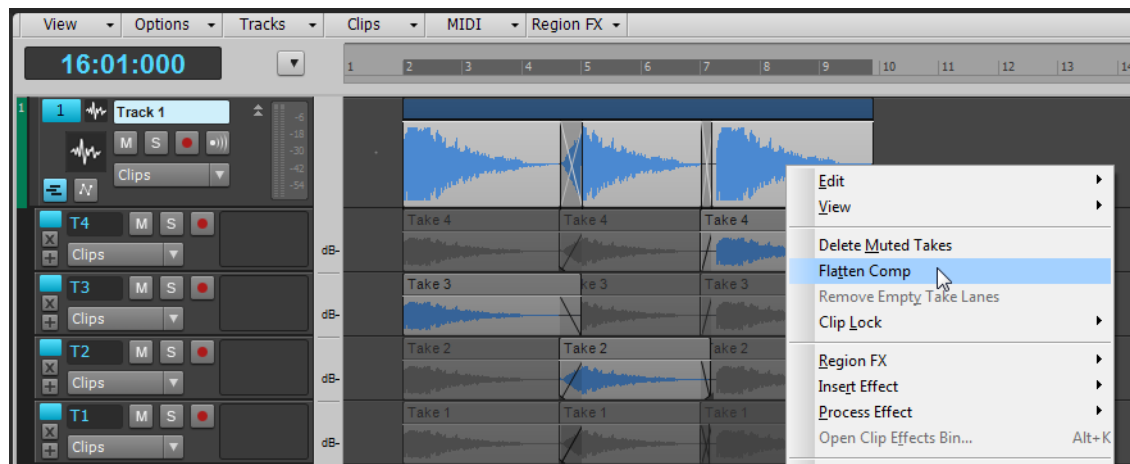 View Options Tracks Clips MIDI Region FX
16:01:000
1 2 3 4 5 6 7 8 9 10 11 12 13
1 1 Track 1
M S
Clips
-6
-18
-30
-42
-54
T4 M S Take 4 Take 4 Take 4
Clips dB-
T3 M S Take 3 ke 3 Take 3
Clips dB-
T2 M S Take 2 Take 2 ake 2
Clips dB-
T1 M S Take 1 Take 1 Take 1
Clips dB-
Edit
View
Delete Muted Takes
Flatten Comp
Remove Empty Take Lanes
Clip Lock
Region FX
Insert Effect
Process Effect
Open Clip Effects Bin... Alt+K